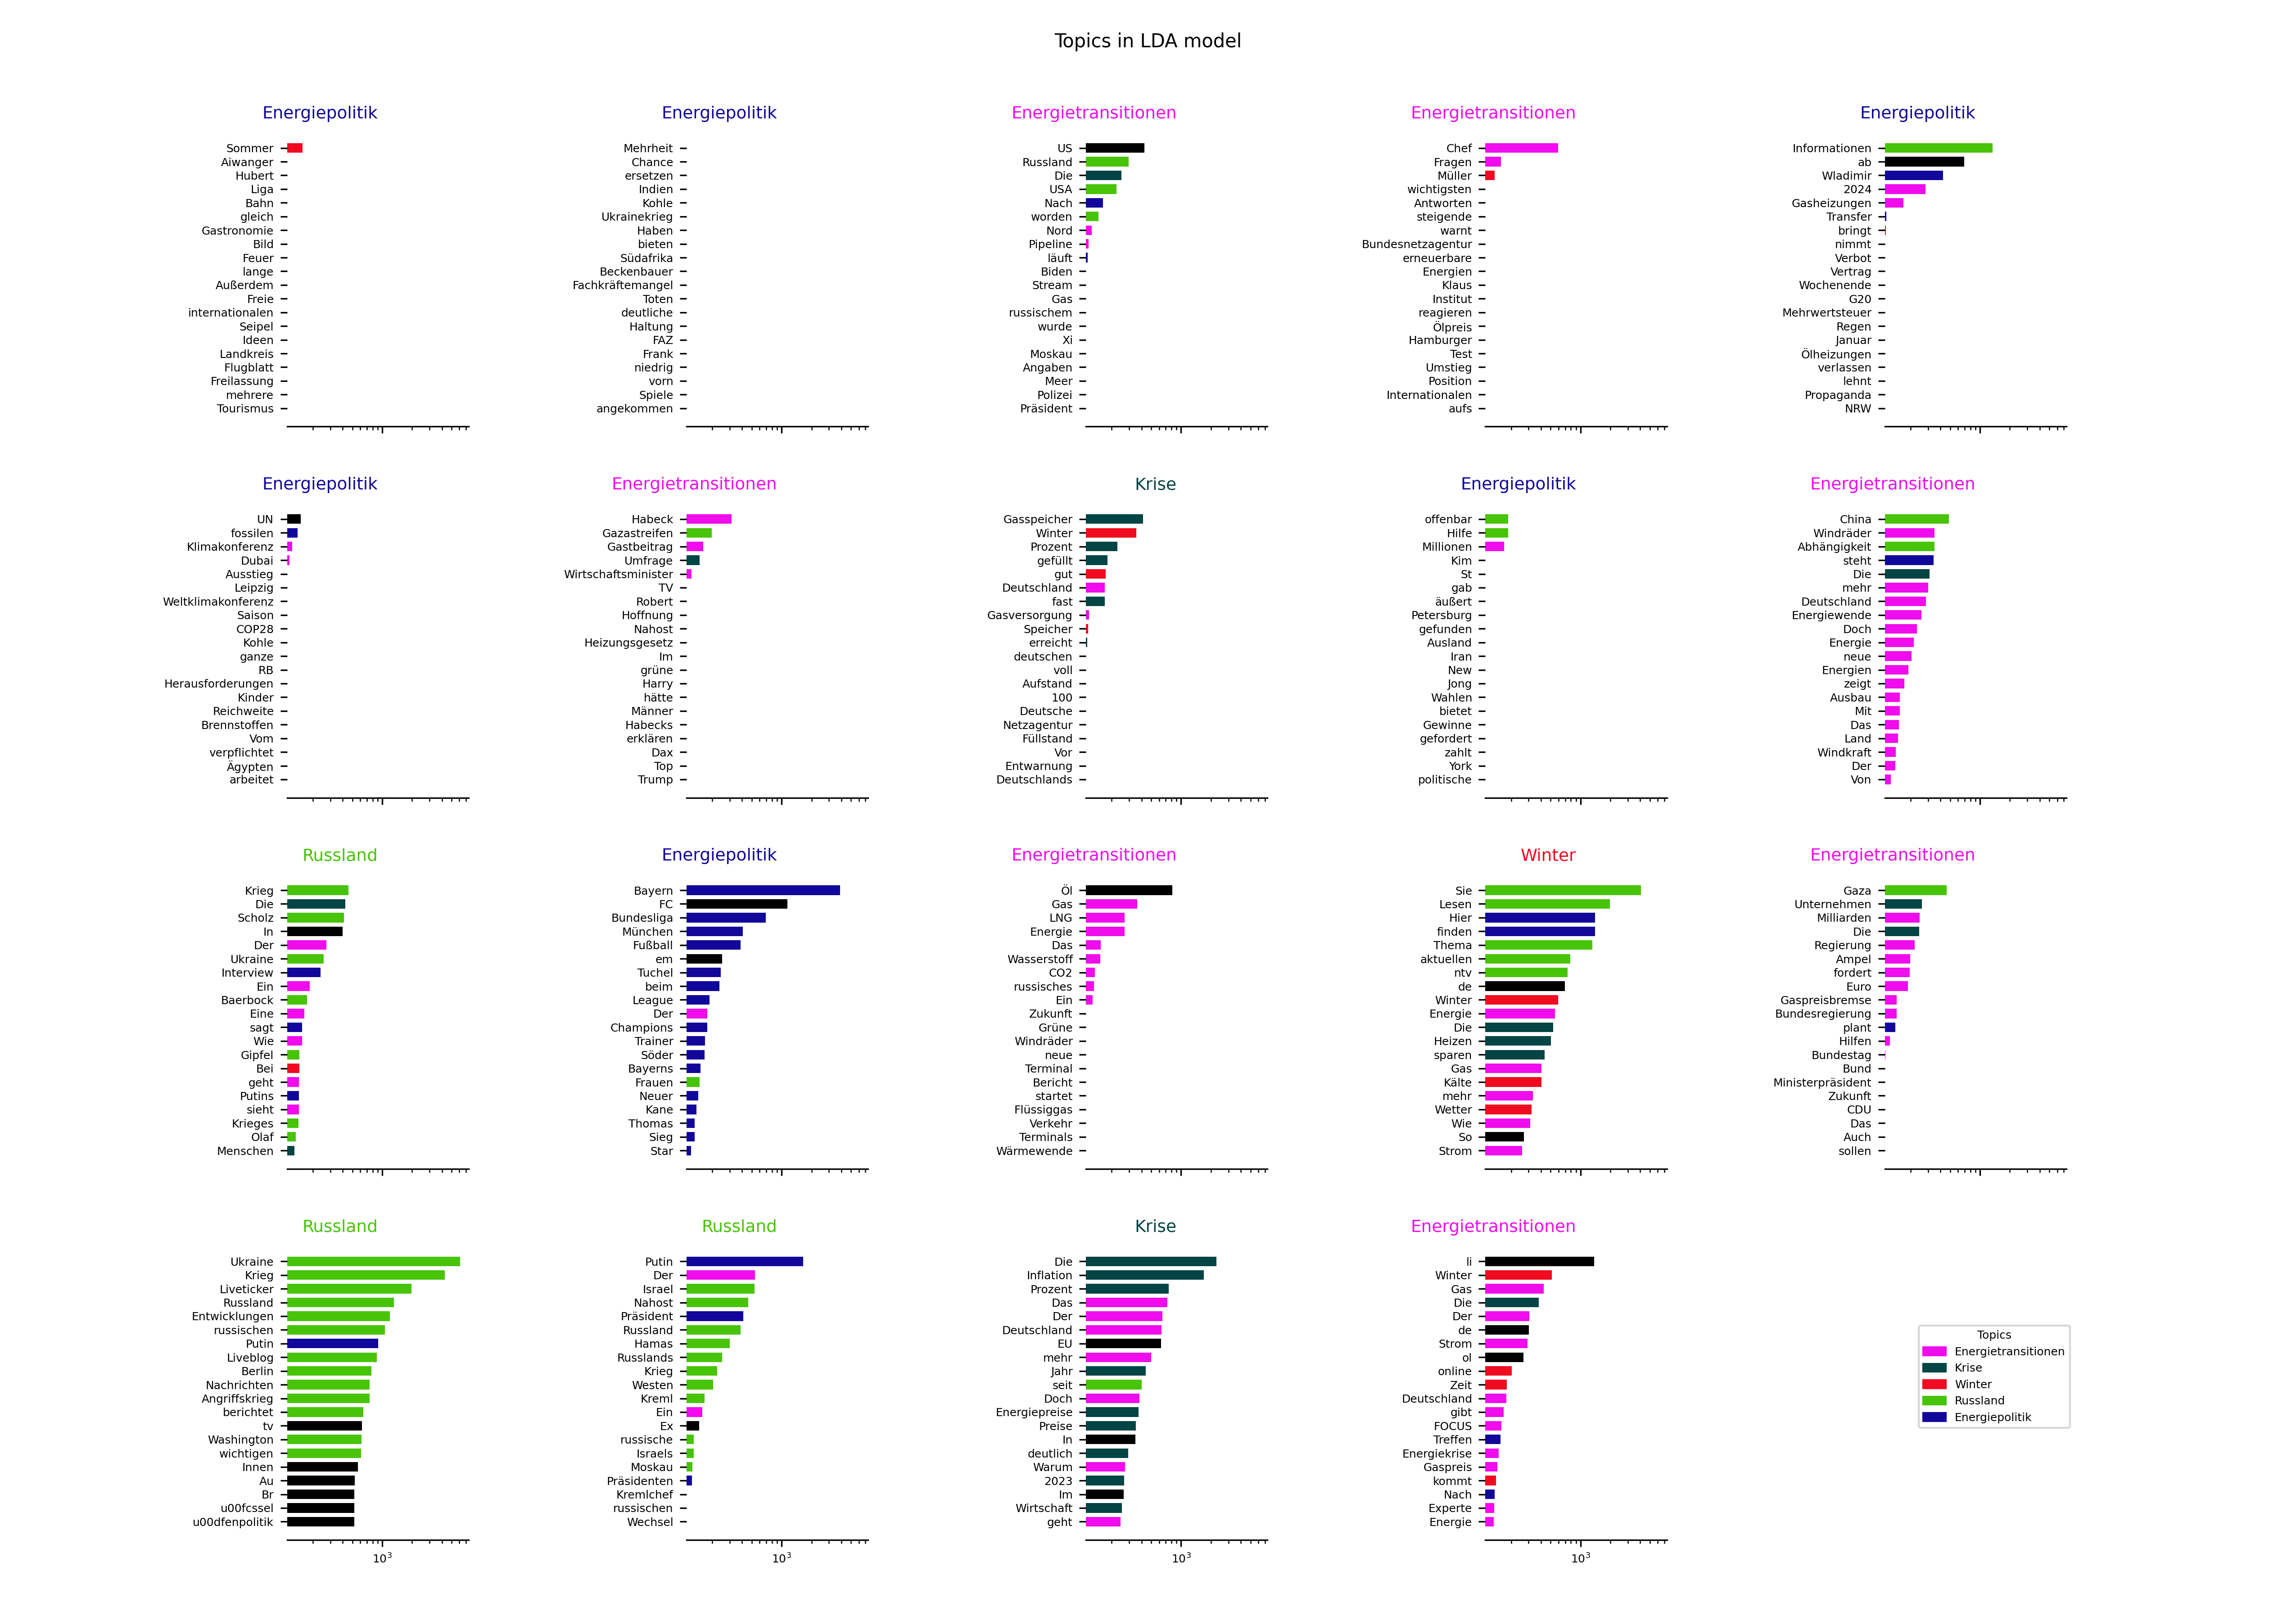 Topics in LDA model
Energiepolitik
Sommer
Aiwanger
Hubert
Liga
Bahn
gleich
Gastronomie
Bild
Feuer
lange
Außerdem
Freie
internationalen
Seipel
Ideen
Landkreis
Flugblatt
Freilassung
mehrere
Tourismus
Energiepolitik
Mehrheit
Chance
ersetzen
Indien
Kohle
Ukrainekrieg
Haben
bieten
Südafrika
Beckenbauer
Fachkräftemangel
Toten
deutliche
Haltung
FAZ
Frank
niedrig
vorn
Spiele
angekommen
Energietransitionen
US
Russland
Die
USA
Nach
worden
Nord
Pipeline
läuft
Biden
Stream
Gas
russischem
wurde
Xi
Moskau
Angaben
Meer
Polizei
Präsident
Energietransitionen
Chef
Fragen
Müller
wichtigsten
Antworten
steigende
warnt
Bundesnetzagentur
erneuerbare
Energien
Klaus
Institut
reagieren
Ölpreis
Hamburger
Test
Umstieg
Position
Internationalen
aufs
Energiepolitik
Informationen
ab
Wladimir
2024
Gasheizungen
Transfer
bringt
nimmt
Verbot
Vertrag
Wochenende
G20
Mehrwertsteuer
Regen
Januar
Ölheizungen
verlassen
lehnt
Propaganda
NRW
Energiepolitik
UN
fossilen
Klimakonferenz
Dubai
Ausstieg
Leipzig
Weltklimakonferenz
Saison
COP28
Kohle
ganze
RB
Herausforderungen
Kinder
Reichweite
Brennstoffen
Vom
verpflichtet
Ägypten
arbeitet
Energietransitionen
Habeck
Gazastreifen
Gastbeitrag
Umfrage
Wirtschaftsminister
TV
Robert
Hoffnung
Nahost
Heizungsgesetz
Im
grüne
Harry
hätte
Männer
Habecks
erklären
Dax
Top
Trump
Krise
Gasspeicher
Winter
Prozent
gefüllt
gut
Deutschland
fast
Gasversorgung
Speicher
erreicht
deutschen
voll
Aufstand
100
Deutsche
Netzagentur
Füllstand
Vor
Entwarnung
Deutschlands
Energiepolitik
offenbar
Hilfe
Millionen
Kim
St
gab
äußert
Petersburg
gefunden
Ausland
Iran
New
Jong
Wahlen
bietet
Gewinne
gefordert
zahlt
York
politische
Energietransitionen
China
Windräder
Abhängigkeit
steht
Die
mehr
Deutschland
Energiewende
Doch
Energie
neue
Energien
zeigt
Ausbau
Mit
Das
Land
Windkraft
Der
Von
Russland
Krieg
Die
Scholz
In
Der
Ukraine
Interview
Ein
Baerbock
Eine
sagt
Wie
Gipfel
Bei
geht
Putins
sieht
Krieges
Olaf
Menschen
Energiepolitik
Bayern
FC
Bundesliga
München
Fußball
em
Tuchel
beim
League
Der
Champions
Trainer
Söder
Bayerns
Frauen
Neuer
Kane
Thomas
Sieg
Star
Energietransitionen
Öl
Gas
LNG
Energie
Das
Wasserstoff
CO2
russisches
Ein
Zukunft
Grüne
Windräder
neue
Terminal
Bericht
startet
Flüssiggas
Verkehr
Terminals
Wärmewende
Winter
Sie
Lesen
Hier
finden
Thema
aktuellen
ntv
de
Winter
Energie
Die
Heizen
sparen
Gas
Kälte
mehr
Wetter
Wie
So
Strom
Energietransitionen
Gaza
Unternehmen
Milliarden
Die
Regierung
Ampel
fordert
Euro
Gaspreisbremse
Bundesregierung
plant
Hilfen
Bundestag
Bund
Ministerpräsident
Zukunft
CDU
Das
Auch
sollen
Russland
Ukraine
Krieg
Liveticker
Russland
Entwicklungen
russischen
Putin
Liveblog
Berlin
Nachrichten
Angriffskrieg
berichtet
tv
Washington
wichtigen
Innen
Au
Br
u00fcssel
u00dfenpolitik
10³
Russland
Putin
Der
Israel
Nahost
Präsident
Russland
Hamas
Russlands
Krieg
Westen
Kreml
Ein
Ex
russische
Israels
Moskau
Präsidenten
Kremlchef
russischen
Wechsel
10³
Krise
Die
Inflation
Prozent
Das
Der
Deutschland
EU
mehr
Jahr
seit
Doch
Energiepreise
Preise
In
deutlich
Warum
2023
Im
Wirtschaft
geht
10³
Energietransitionen
li
Winter
Gas
Die
Der
de
Strom
ol
online
Zeit
Deutschland
gibt
FOCUS
Treffen
Energiekrise
Gaspreis
kommt
Nach
Experte
Energie
10³
Topics
Energietransitionen
Krise
Winter
Russland
Energiepolitik